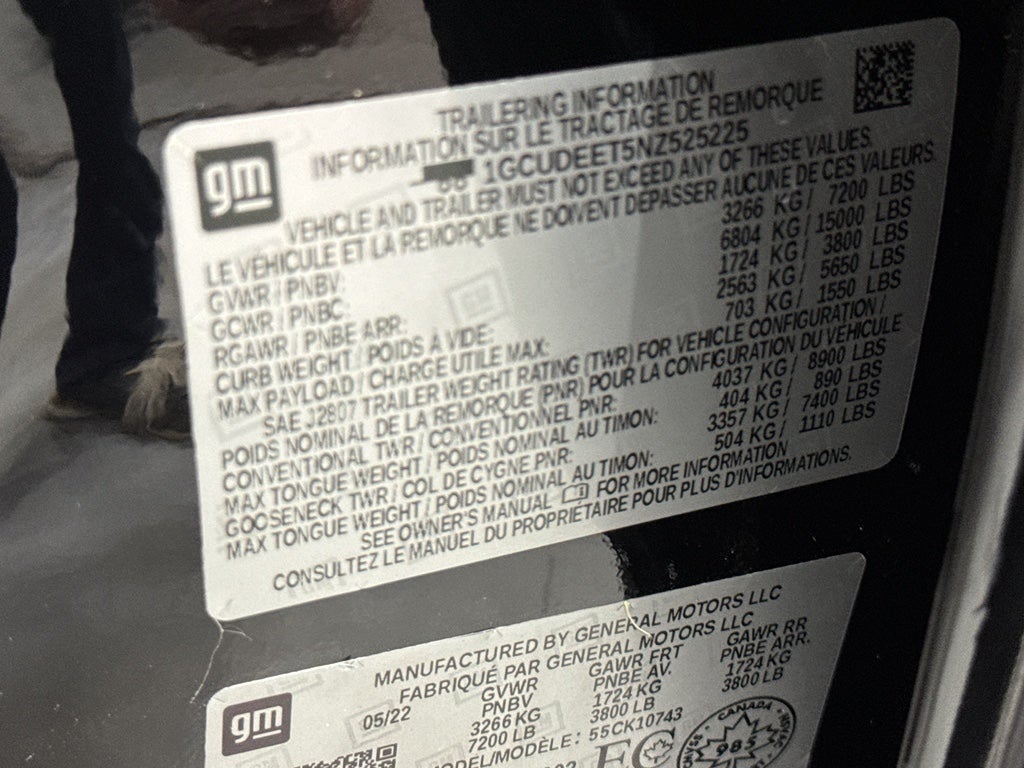 gm
TRAILERING INFORMATION
INFORMATION SUR LE TRACTAGE DE REMORQUE
1GCUDEET5NZ525225
VEHICLE AND TRAILER MUST NOT EXCEED ANY OF THESE VALUES.
LE VÉHICULE ET LA REMORQUE NE DOIVENT DÉPASSER AUCUNE DE CES VALEURS.
GVWR / PNBV: 3266 KG / 7200 LBS
GCWR / PNBC: 6804 KG / 15000 LBS
RGAWR / PNBE ARR: 1724 KG / 3800 LBS
CURB WEIGHT / POIDS À VIDE: 2563 KG / 5650 LBS
MAX PAYLOAD / CHARGE UTILE MAX: 703 KG / 1550 LBS
SAE J2807 TRAILER WEIGHT RATING (TWR) FOR VEHICLE CONFIGURATION /
POIDS NOMINAL DE LA REMORQUE (PNR) POUR LA CONFIGURATION DU VÉHICULE
CONVENTIONAL TWR / CONVENTIONNEL PNR: 4037 KG / 8900 LBS
MAX TONGUE WEIGHT / POIDS NOMINAL AU TIMON: 404 KG / 890 LBS
GOOSENECK TWR / COL DE CYGNE PNR: 3357 KG / 7400 LBS
MAX TONGUE WEIGHT / POIDS NOMINAL AU TIMON: 504 KG / 1110 LBS
SEE OWNER'S MANUAL FOR MORE INFORMATION
CONSULTEZ LE MANUEL DU PROPRIÉTAIRE POUR PLUS D'INFORMATIONS.
gm
MANUFACTURED BY GENERAL MOTORS LLC
FABRIQUÉ PAR GENERAL MOTORS LLC
05/22 GVWR GAWR FRT GAWR RR
PNBV PNBE AV. PNBE ARR.
3266 KG 1724 KG 1724 KG
7200 LB 3800 LB 3800 LB
MODEL/MODÈLE: 55CK10743
CANADA
985